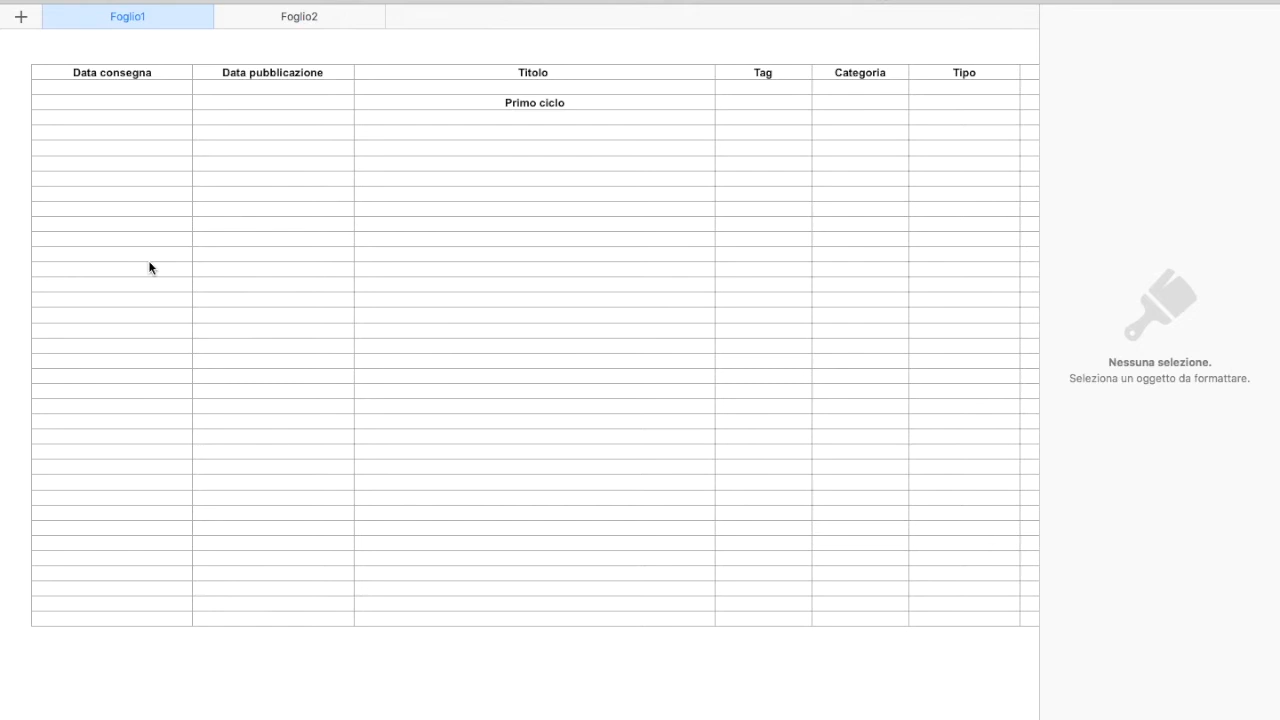 Foglio1
Foglio2
Data consegna
Data pubblicazione
Titolo
Tag
Categoria
Tipo
Primo ciclo
Nessuna selezione.
Seleziona un oggetto da formattare.